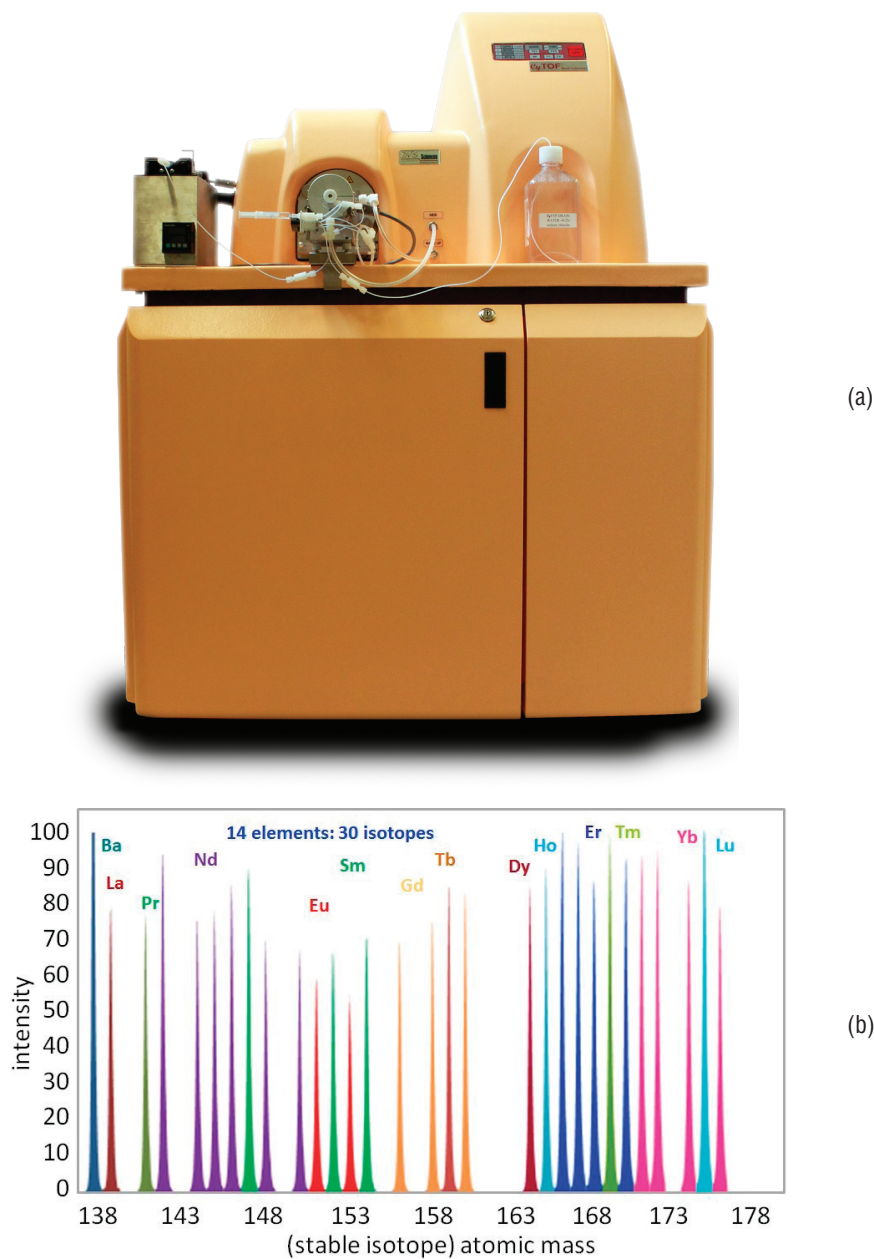 CyTOF
(a)
14 elements: 30 isotopes
Ba
La
Pr
Nd
Eu
Sm
Gd
Tb
Dy
Ho
Er
Tm
Yb
Lu
100
90
80
70
60
50
40
30
20
10
0
intensity
138 143 148 153 158 163 168 173 178
(stable isotope) atomic mass
(b)